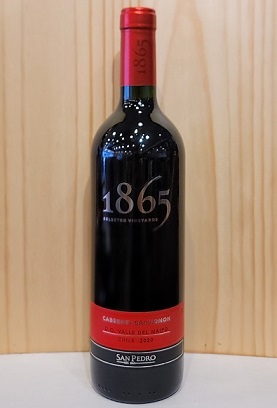 1865
1865
SELECTED VINEYARDS
CABERNET SAUVIGNON
D.O. VALLE DEL MAIPO
CHILE
SAN PEDRO